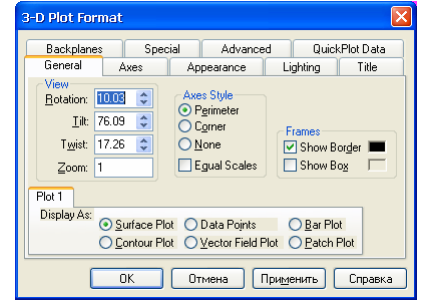 3-D Plot Format
Backplanes Special Advanced QuickPlot Data
General Axes Appearance Lighting Title
View
Rotation: 10.03
Tilt: 76.09
Twist: 17.26
Zoom: 1
Axes Style
Perimeter
Corner
None
Equal Scales
Frames
Show Border
Show Box
Plot 1
Display As:
Surface Plot Data Points Bar Plot
Contour Plot Vector Field Plot Patch Plot
OK Отмена Применить Справка